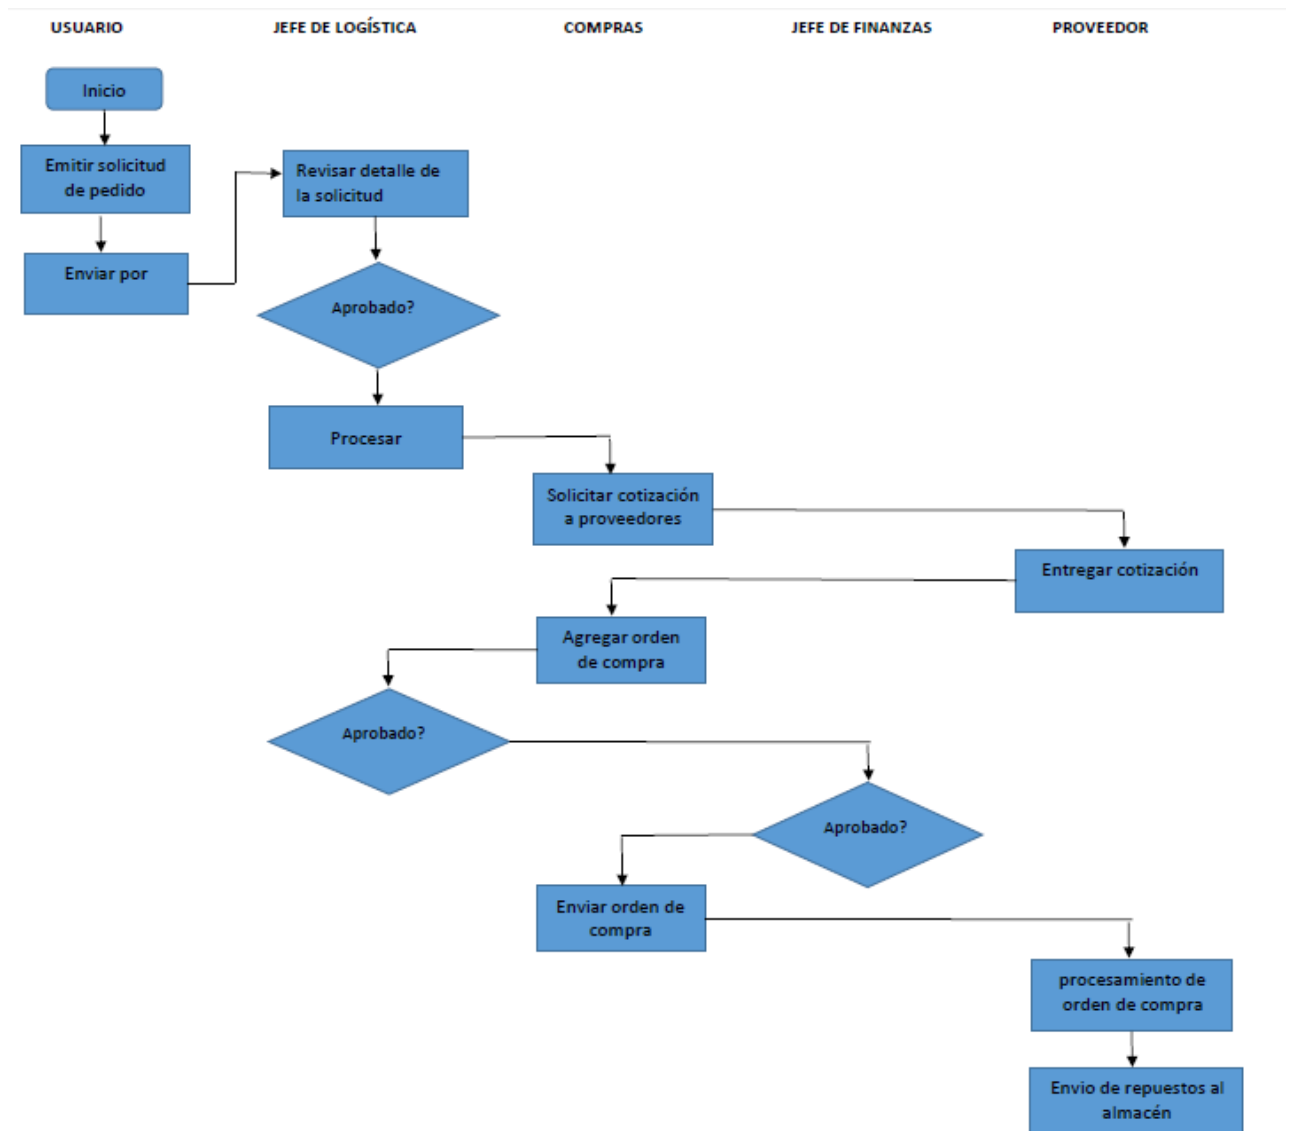 USUARIO
JEFE DE LOGÍSTICA
COMPRAS
JEFE DE FINANZAS
PROVEEDOR
Inicio
Emitir solicitud
de pedido
Enviar por
Revisar detalle de
la solicitud
Aprobado?
Procesar
Solicitar cotización
a proveedores
Entregar cotización
Agregar orden
de compra
Aprobado?
Aprobado?
Enviar orden de
compra
procesamiento de
orden de compra
Envio de repuestos al
almacén